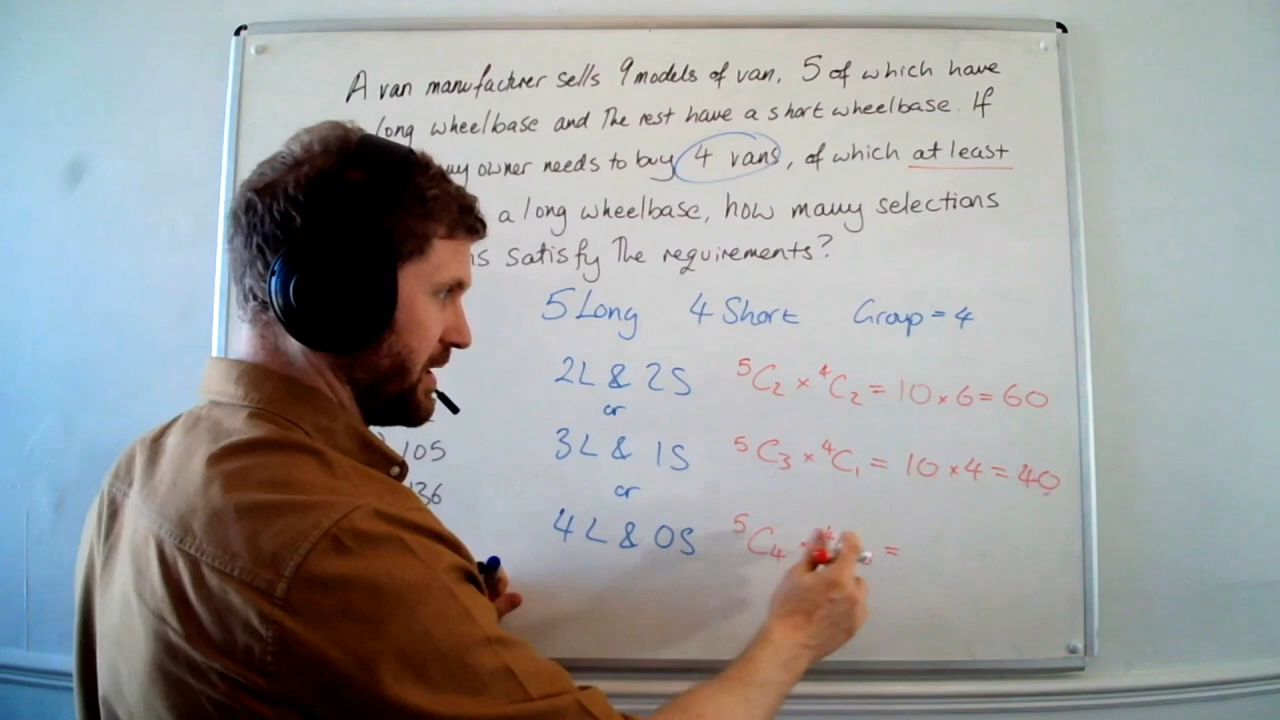 A van manufacturer sells 9 models of van, 5 of which have
long wheelbase and the rest have a short wheelbase. If
owner needs to buy 4 vans, of which at least
a long wheelbase, how many selections
satisfy the requirements?
5 Long 4 Short Group = 4
2L & 2S ⁵C₂ × ⁴C₂ = 10 × 6 = 60
or
3L & 1S ⁵C₃ × ⁴C₁ = 10 × 4 = 40
105
or
36
4L & 0S ⁵C₄ × ⁴ =